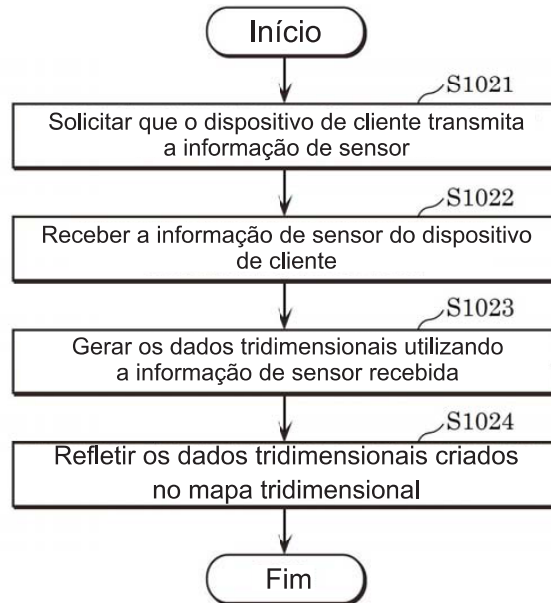 Início
S1021
Solicitar que o dispositivo de cliente transmita
a informação de sensor
S1022
Receber a informação de sensor do dispositivo
de cliente
S1023
Gerar os dados tridimensionais utilizando
a informação de sensor recebida
S1024
Refletir os dados tridimensionais criados
no mapa tridimensional
Fim